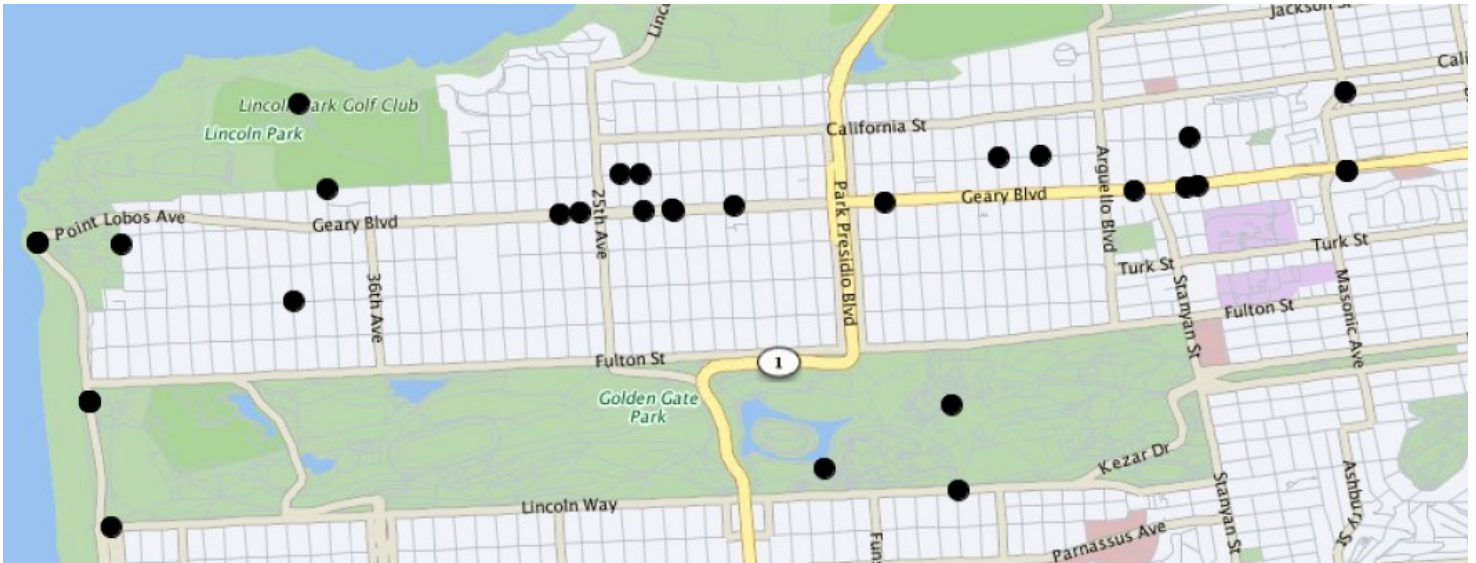 Jackson St
Lincoln Park Golf Club
Lincoln Park
California St
25th Ave
Park Presidio Blvd
Arguello Blvd
Geary Blvd
Point Lobos Ave
Geary Blvd
Turk St
Turk St
36th Ave
Stanyan St
Masonic Ave
Fulton St
Fulton St
1
Golden Gate
Park
Kezar Dr
Lincoln Way
Stanyan St
Ashbury St
Parnassus Ave